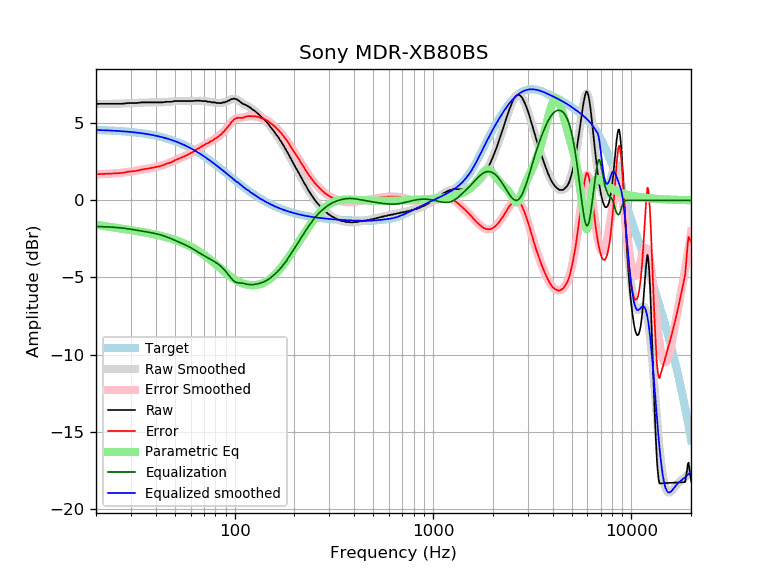 Sony MDR-XB80BS
Amplitude (dBr)
5
0
−5
−10
−15
−20
Target
Raw Smoothed
Error Smoothed
Raw
Error
Parametric Eq
Equalization
Equalized smoothed
100 1000 10000
Frequency (Hz)